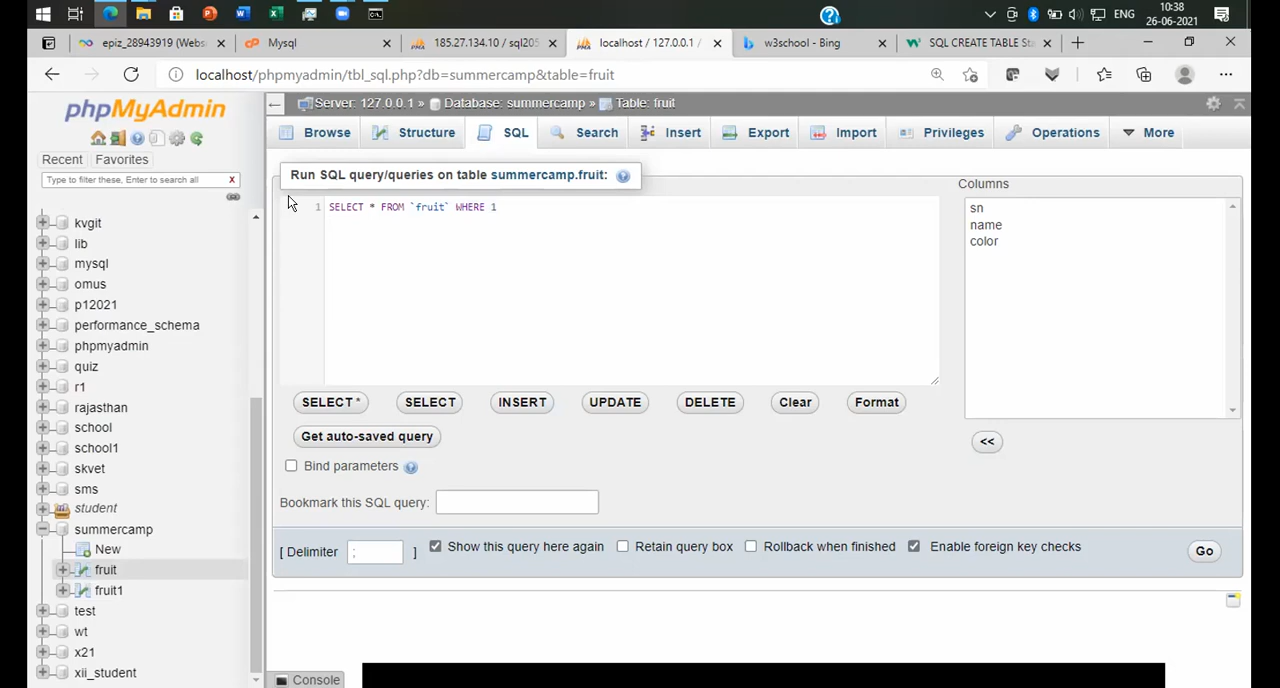 10:38
ENG
26-06-2021
epiz_28943919 (Webs
Mysql
185.27.134.10 / sql205
localhost / 127.0.0.1 /
w3school - Bing
SQL CREATE TABLE Sta
localhost/phpmyadmin/tbl_sql.php?db=summercamp&table=fruit
phpMyAdmin
Server: 127.0.0.1 » Database: summercamp » Table: fruit
Browse Structure SQL Search Insert Export Import Privileges Operations More
Recent Favorites
Type to filter these, Enter to search all X
Run SQL query/queries on table summercamp.fruit:
Columns
1 SELECT * FROM `fruit` WHERE 1
sn
name
color
kvgit
lib
mysql
omus
p12021
performance_schema
phpmyadmin
quiz
r1
rajasthan
school
school1
skvet
sms
student
summercamp
New
fruit
fruit1
test
wt
x21
xii_student
SELECT * SELECT INSERT UPDATE DELETE Clear Format
Get auto-saved query
<<
Bind parameters
Bookmark this SQL query:
[ Delimiter ; ] Show this query here again Retain query box Rollback when finished Enable foreign key checks Go
Console